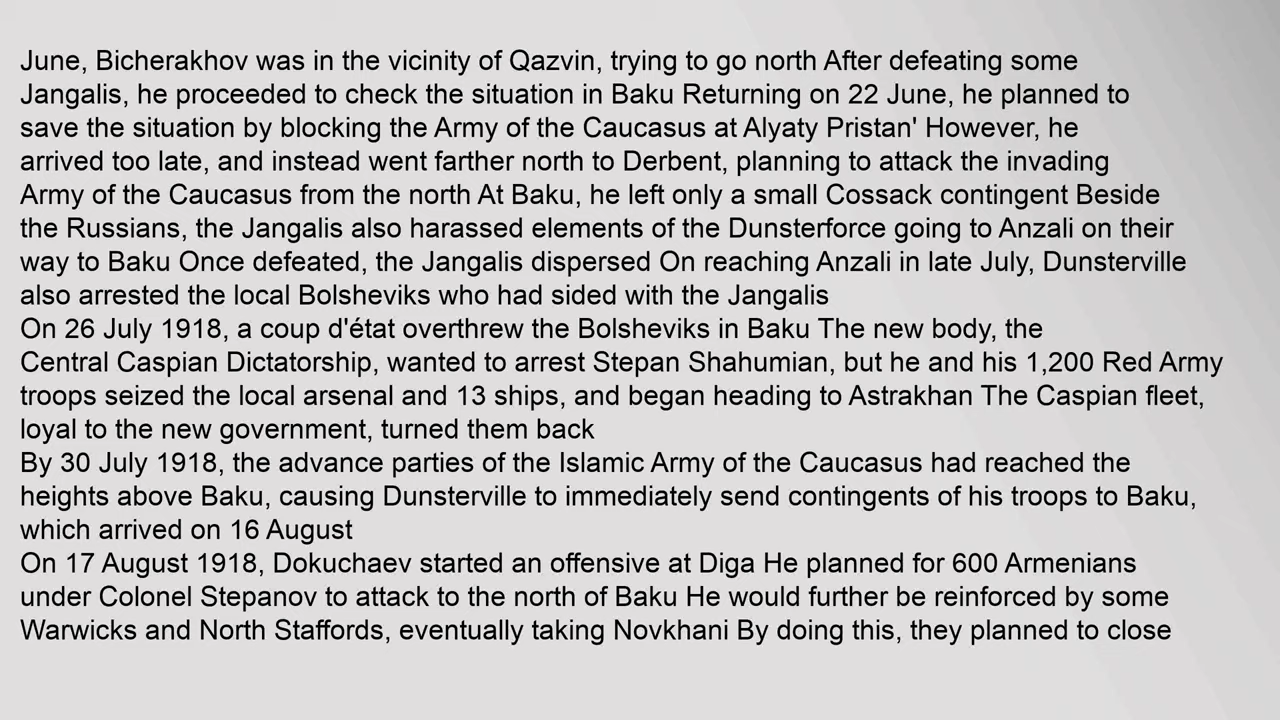 June, Bicherakhov was in the vicinity of Qazvin, trying to go north After defeating some
Jangalis, he proceeded to check the situation in Baku Returning on 22 June, he planned to
save the situation by blocking the Army of the Caucasus at Alyaty Pristan' However, he
arrived too late, and instead went farther north to Derbent, planning to attack the invading
Army of the Caucasus from the north At Baku, he left only a small Cossack contingent Beside
the Russians, the Jangalis also harassed elements of the Dunsterforce going to Anzali on their
way to Baku Once defeated, the Jangalis dispersed On reaching Anzali in late July, Dunsterville
also arrested the local Bolsheviks who had sided with the Jangalis
On 26 July 1918, a coup d'état overthrew the Bolsheviks in Baku The new body, the
Central Caspian Dictatorship, wanted to arrest Stepan Shahumian, but he and his 1,200 Red Army
troops seized the local arsenal and 13 ships, and began heading to Astrakhan The Caspian fleet,
loyal to the new government, turned them back
By 30 July 1918, the advance parties of the Islamic Army of the Caucasus had reached the
heights above Baku, causing Dunsterville to immediately send contingents of his troops to Baku,
which arrived on 16 August
On 17 August 1918, Dokuchaev started an offensive at Diga He planned for 600 Armenians
under Colonel Stepanov to attack to the north of Baku He would further be reinforced by some
Warwicks and North Staffords, eventually taking Novkhani By doing this, they planned to close